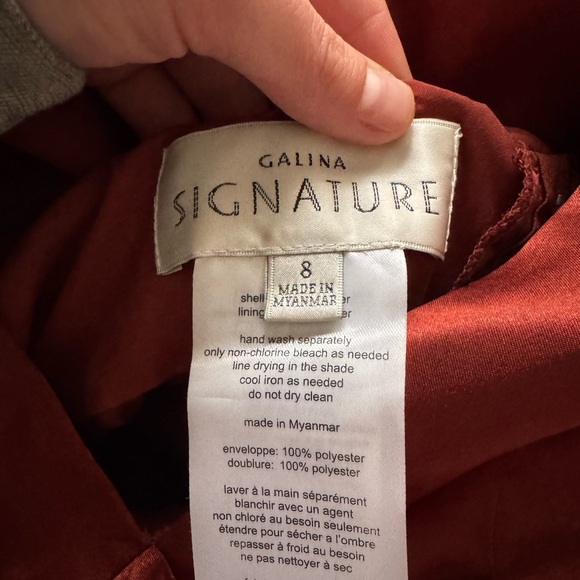 GALINA
SIGNATURE
8
MADE IN
MYANMAR
shell
lining
hand wash separately
only non-chlorine bleach as needed
line drying in the shade
cool iron as needed
do not dry clean
made in Myanmar
enveloppe: 100% polyester
doublure: 100% polyester
laver à la main séparément
blanchir avec un agent
non chloré au besoin seulement
étendre pour sécher a l'ombre
repasser à froid au besoin
ne pas nettoyer à sec